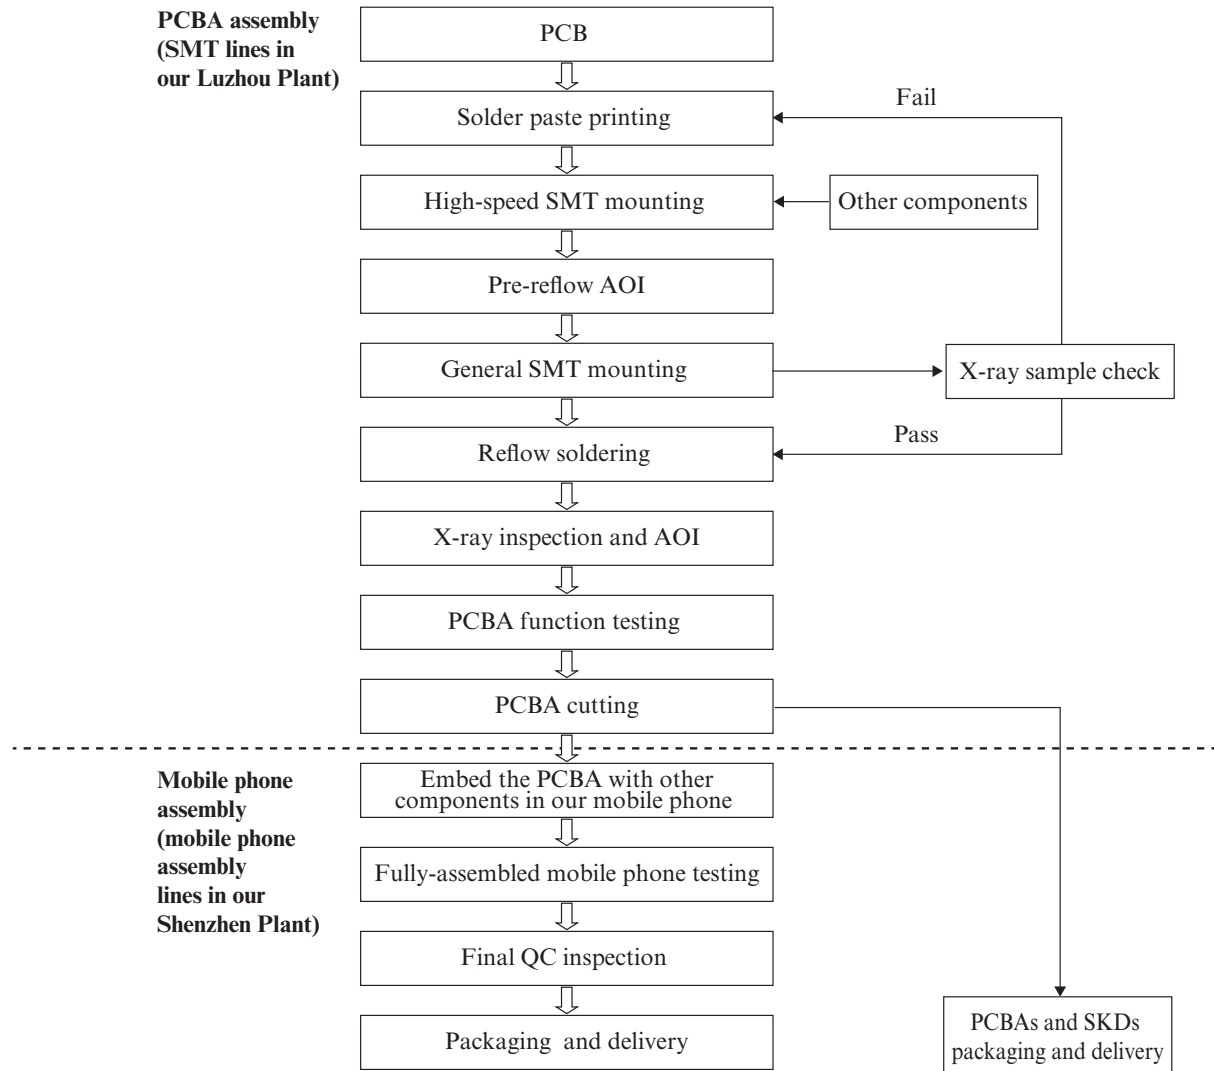 PCBA assembly
(SMT lines in
our Luzhou Plant)
PCB
Solder paste printing
Fail
High-speed SMT mounting
Other components
Pre-reflow AOI
General SMT mounting
X-ray sample check
Pass
Reflow soldering
X-ray inspection and AOI
PCBA function testing
PCBA cutting
Mobile phone
assembly
(mobile phone
assembly
lines in our
Shenzhen Plant)
Embed the PCBA with other
components in our mobile phone
Fully-assembled mobile phone testing
Final QC inspection
Packaging and delivery
PCBAs and SKDs
packaging and delivery